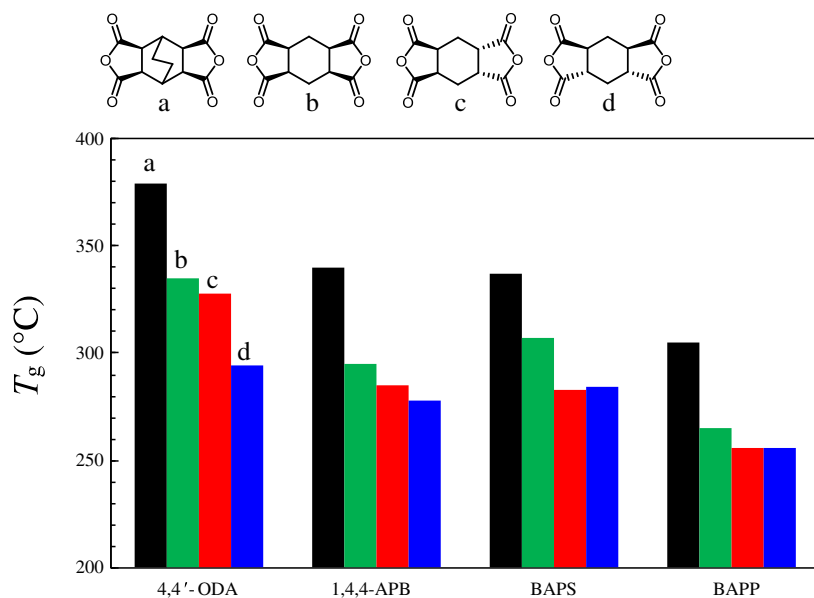 O O O O O O O O
O O O O O O O O
O O O O O O O O
a b c d
400
350
300
250
200
Tg (°C)
a
b
c
d
4,4'-ODA 1,4,4-APB BAPS BAPP